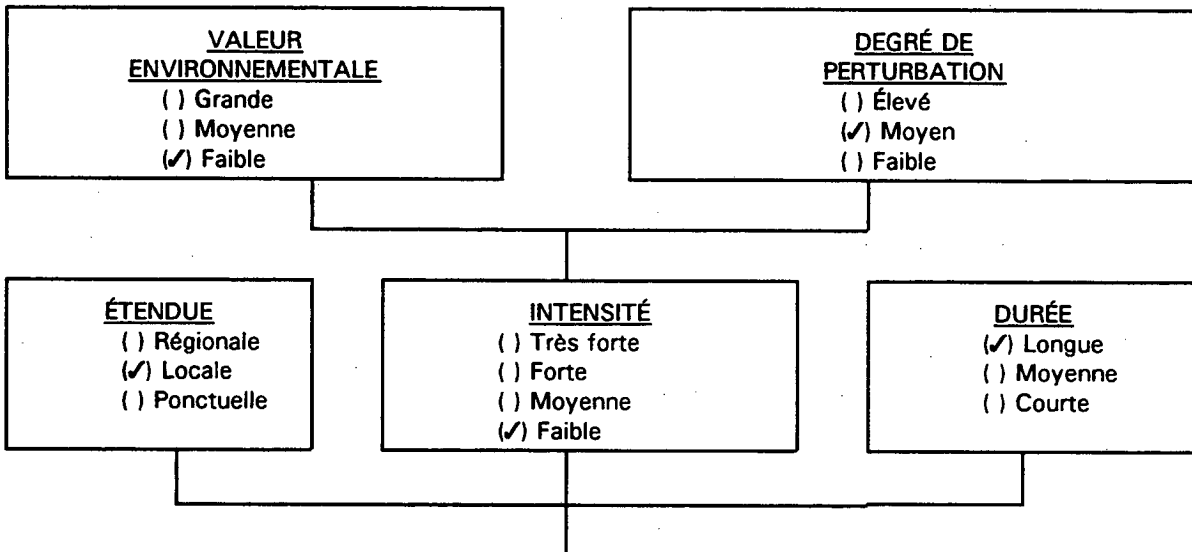 VALEUR
ENVIRONNEMENTALE
( ) Grande
( ) Moyenne
(✓) Faible
DEGRÉ DE
PERTURBATION
( ) Élevé
(✓) Moyen
( ) Faible
ÉTENDUE
( ) Régionale
(✓) Locale
( ) Ponctuelle
INTENSITÉ
( ) Très forte
( ) Forte
( ) Moyenne
(✓) Faible
DURÉE
(✓) Longue
( ) Moyenne
( ) Courte